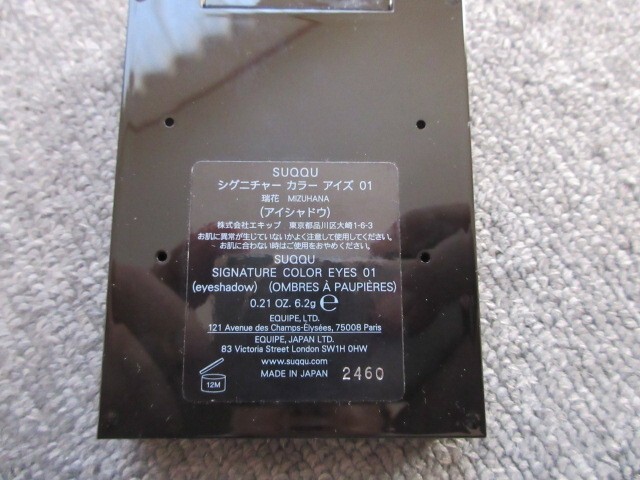 SUQQU
シグニチャー カラー アイズ 01
瑞花 MIZUHANA
(アイシャドウ)
株式会社エキップ 東京都品川区大崎1-6-3
お肌に異常が生じていないかよく注意して使用してください。
お肌に合わない時はご使用をおやめください。
SUQQU
SIGNATURE COLOR EYES 01
(eyeshadow) (OMBRES À PAUPIÈRES)
0.21 OZ. 6.2g ℮
EQUIPE, LTD.
121 Avenue des Champs-Élysées, 75008 Paris
EQUIPE, JAPAN LTD.
83 Victoria Street London SW1H 0HW
www.suqqu.com
MADE IN JAPAN 2460
12M